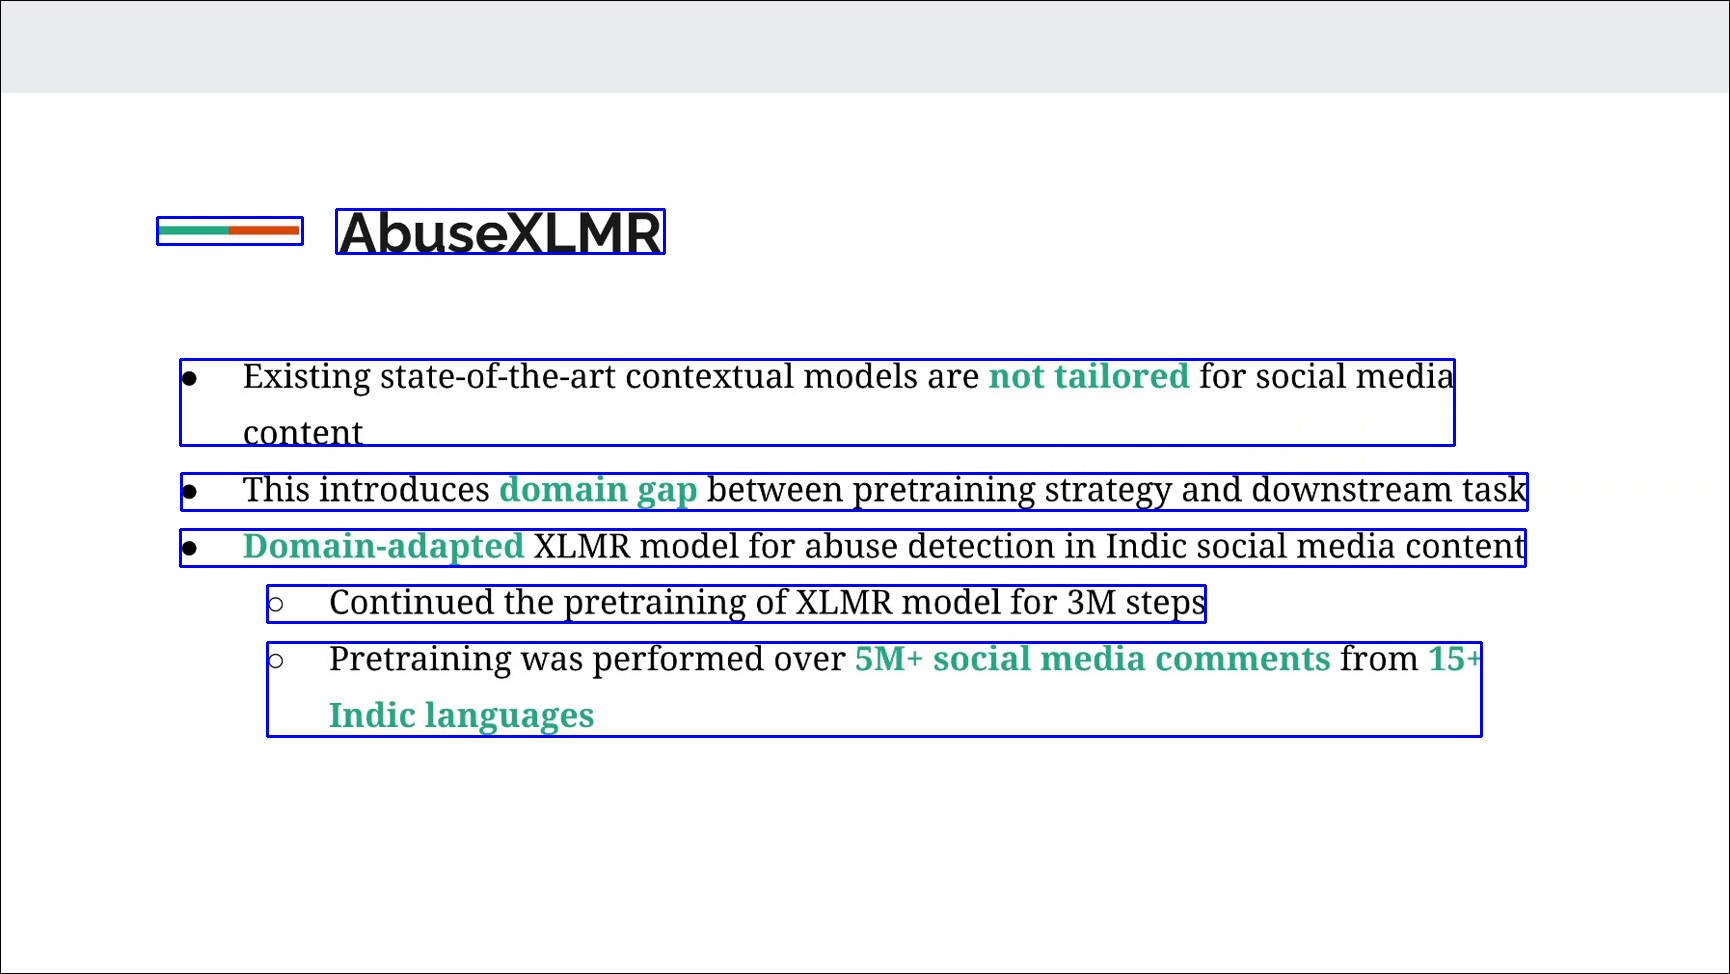 AbuseXLMR
● Existing state-of-the-art contextual models are not tailored for social media
content
● This introduces domain gap between pretraining strategy and downstream task
● Domain-adapted XLMR model for abuse detection in Indic social media content
○ Continued the pretraining of XLMR model for 3M steps
○ Pretraining was performed over 5M+ social media comments from 15+
Indic languages